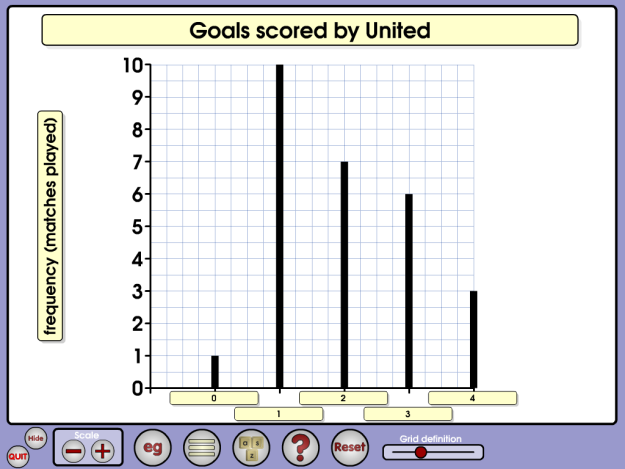 Goals scored by United
frequency (matches played)
10
9
8
7
6
5
4
3
2
1
0
0
2
4
1
3
Hide
QUIT
Scale
eg
?
Reset
Grid definition